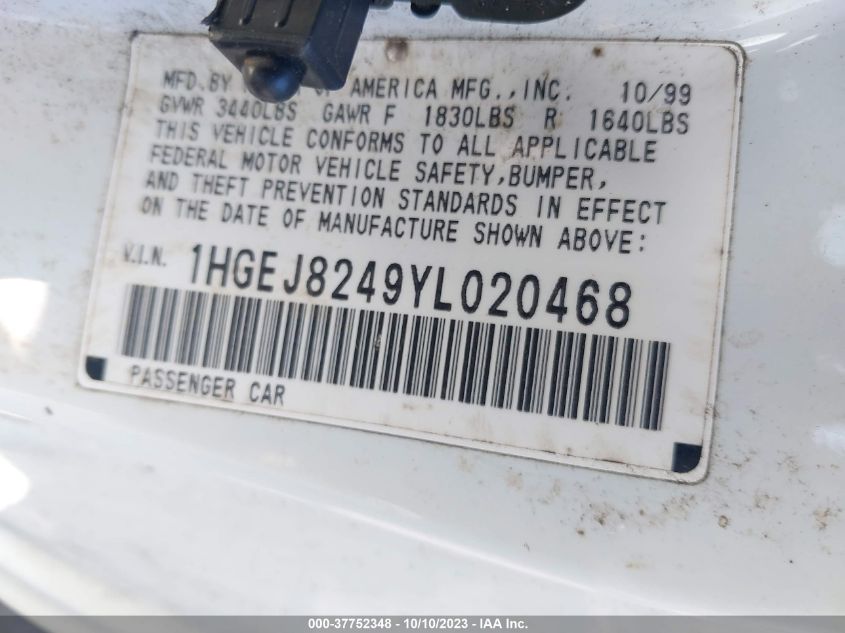 MFD.BY AMERICA MFG.,INC. 10/99
GVWR 3440LBS GAWR F 1830LBS R 1640LBS
THIS VEHICLE CONFORMS TO ALL APPLICABLE
FEDERAL MOTOR VEHICLE SAFETY,BUMPER,
AND THEFT PREVENTION STANDARDS IN EFFECT
ON THE DATE OF MANUFACTURE SHOWN ABOVE:
V.I.N. 1HGEJ8249YL020468
PASSENGER CAR
000-37752348 - 10/10/2023 - IAA Inc.